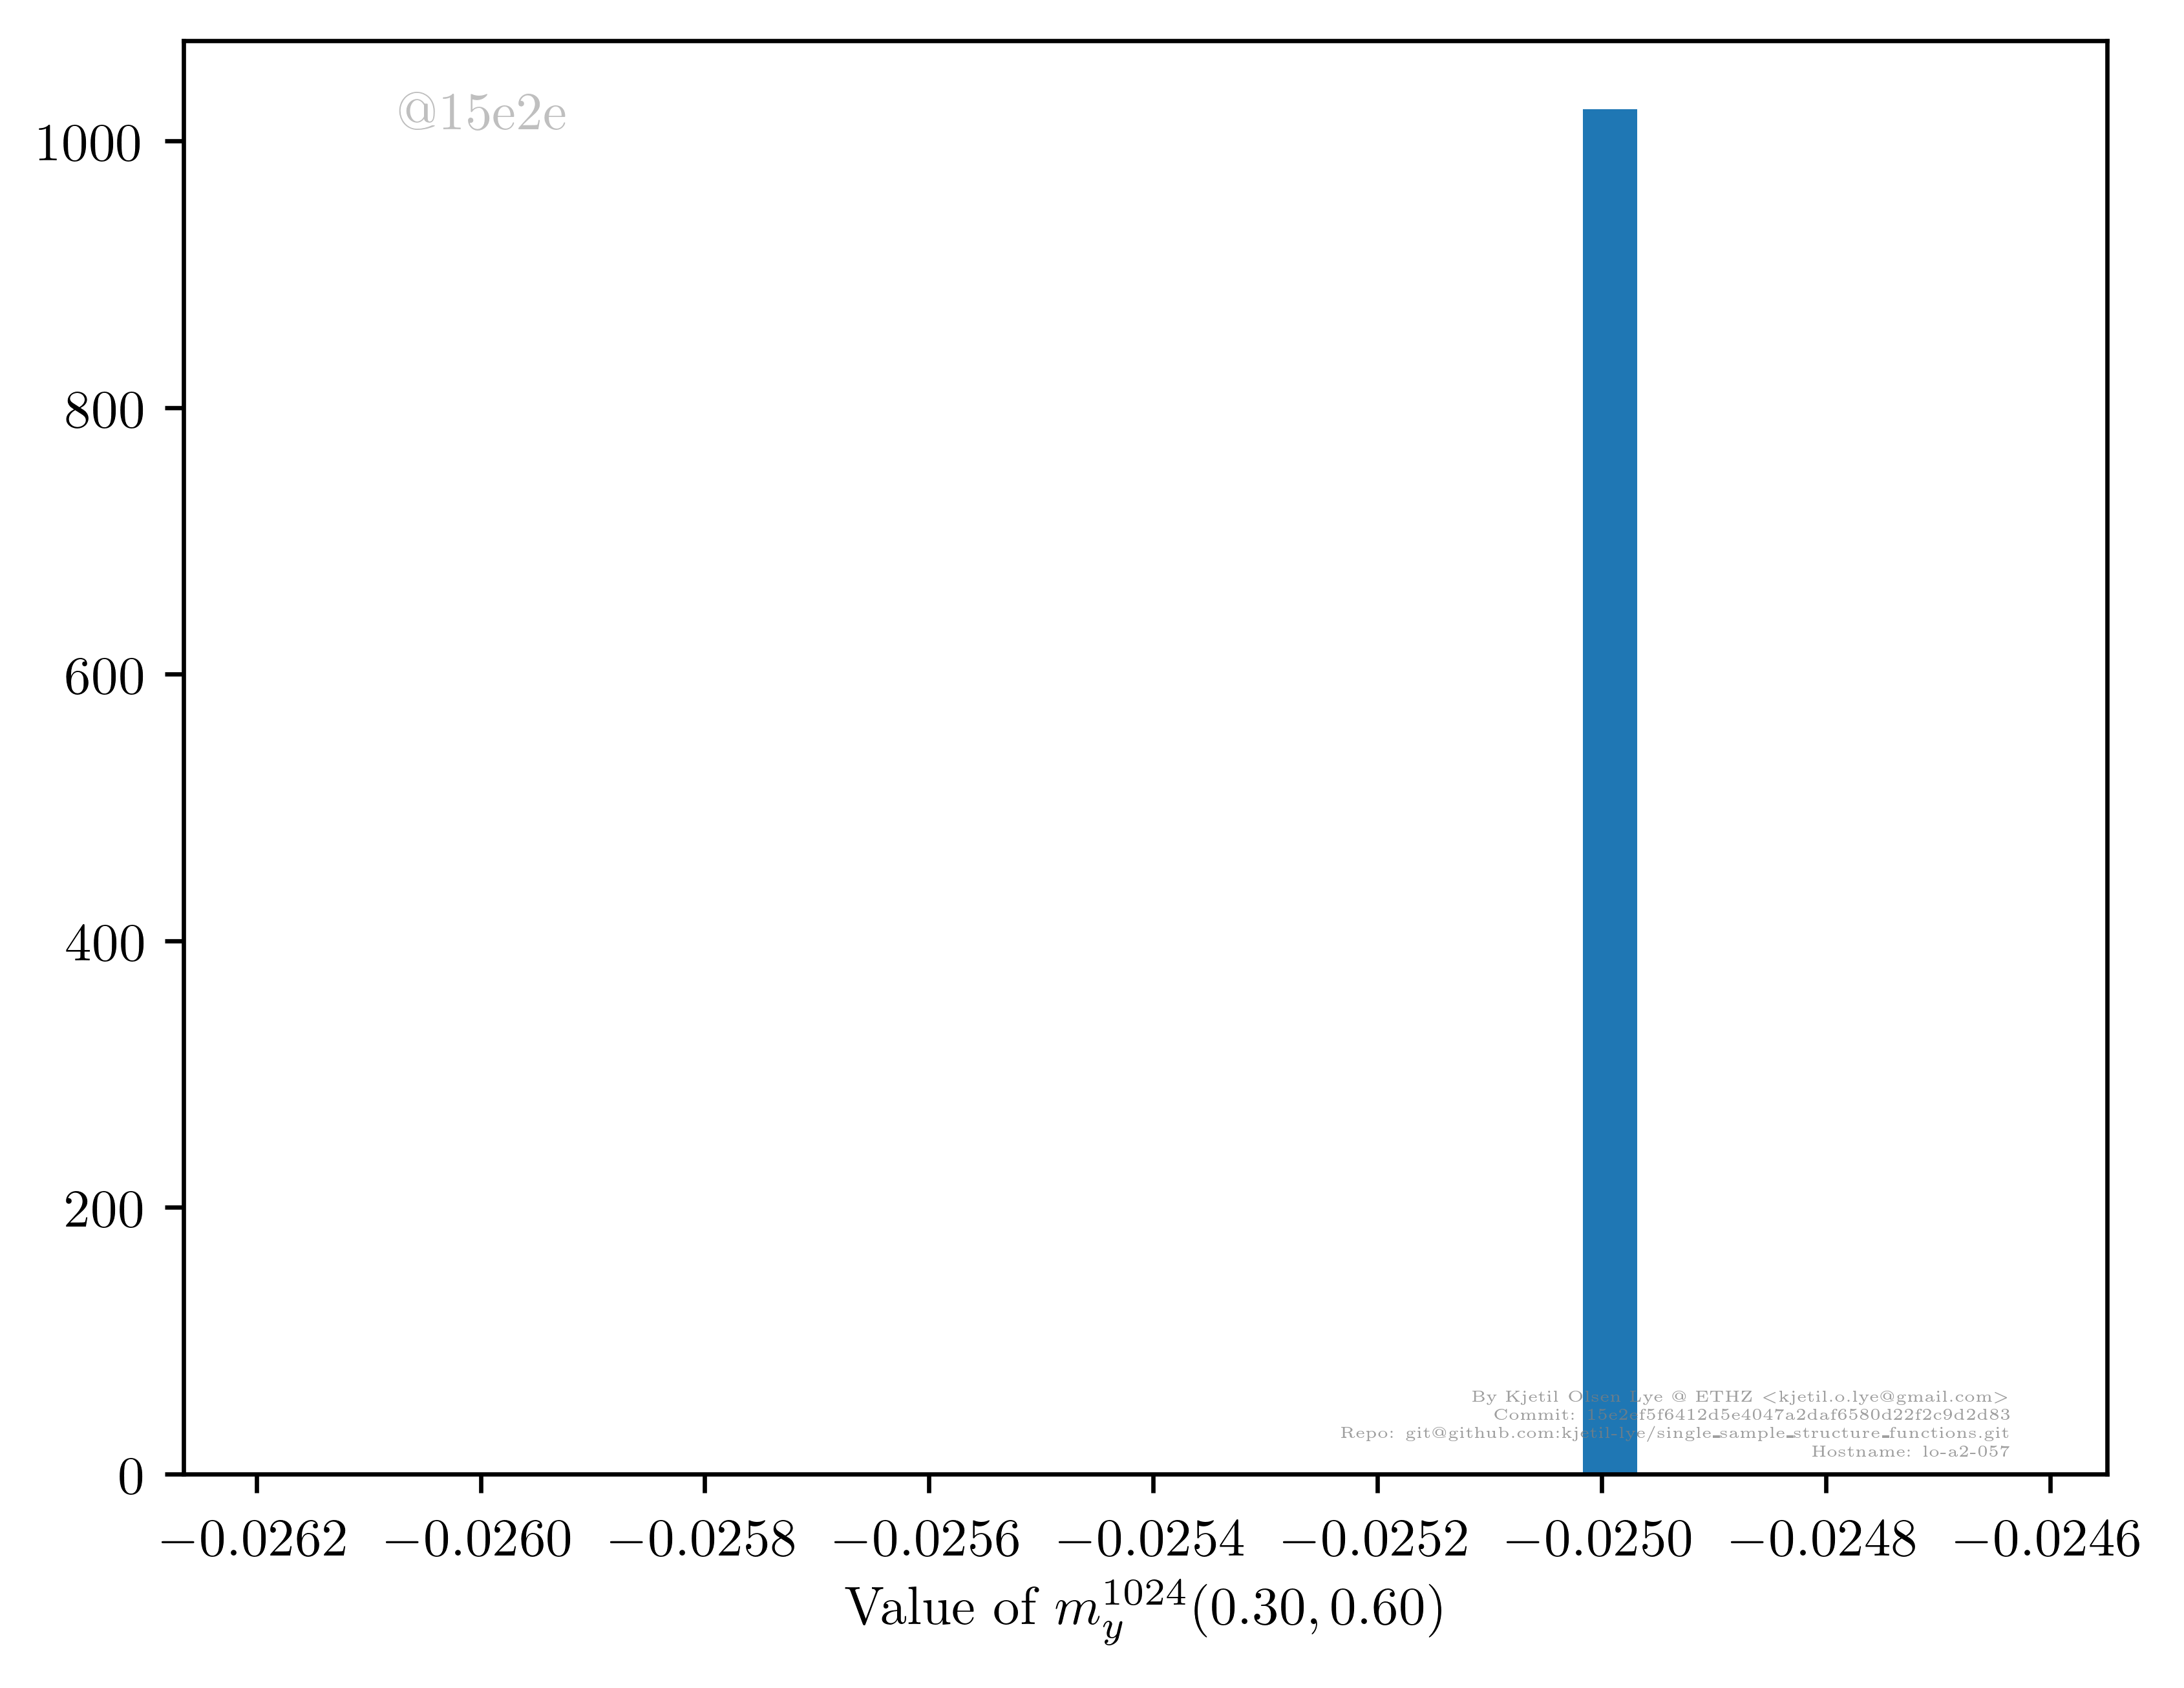 @15e2e
1000
800
600
400
200
0
By Kjetil Olsen Lye @ ETHZ <kjetil.o.lye@gmail.com>
Commit: 15e2ef5f6412d5e4047a2daf6580d22f2c9d2d83
Repo: git@github.com:kjetil-lye/single_sample_structure_functions.git
Hostname: lo-a2-057
−0.0262 −0.0260 −0.0258 −0.0256 −0.0254 −0.0252 −0.0250 −0.0248 −0.0246
Value of $m_y^{1024}(0.30, 0.60)$